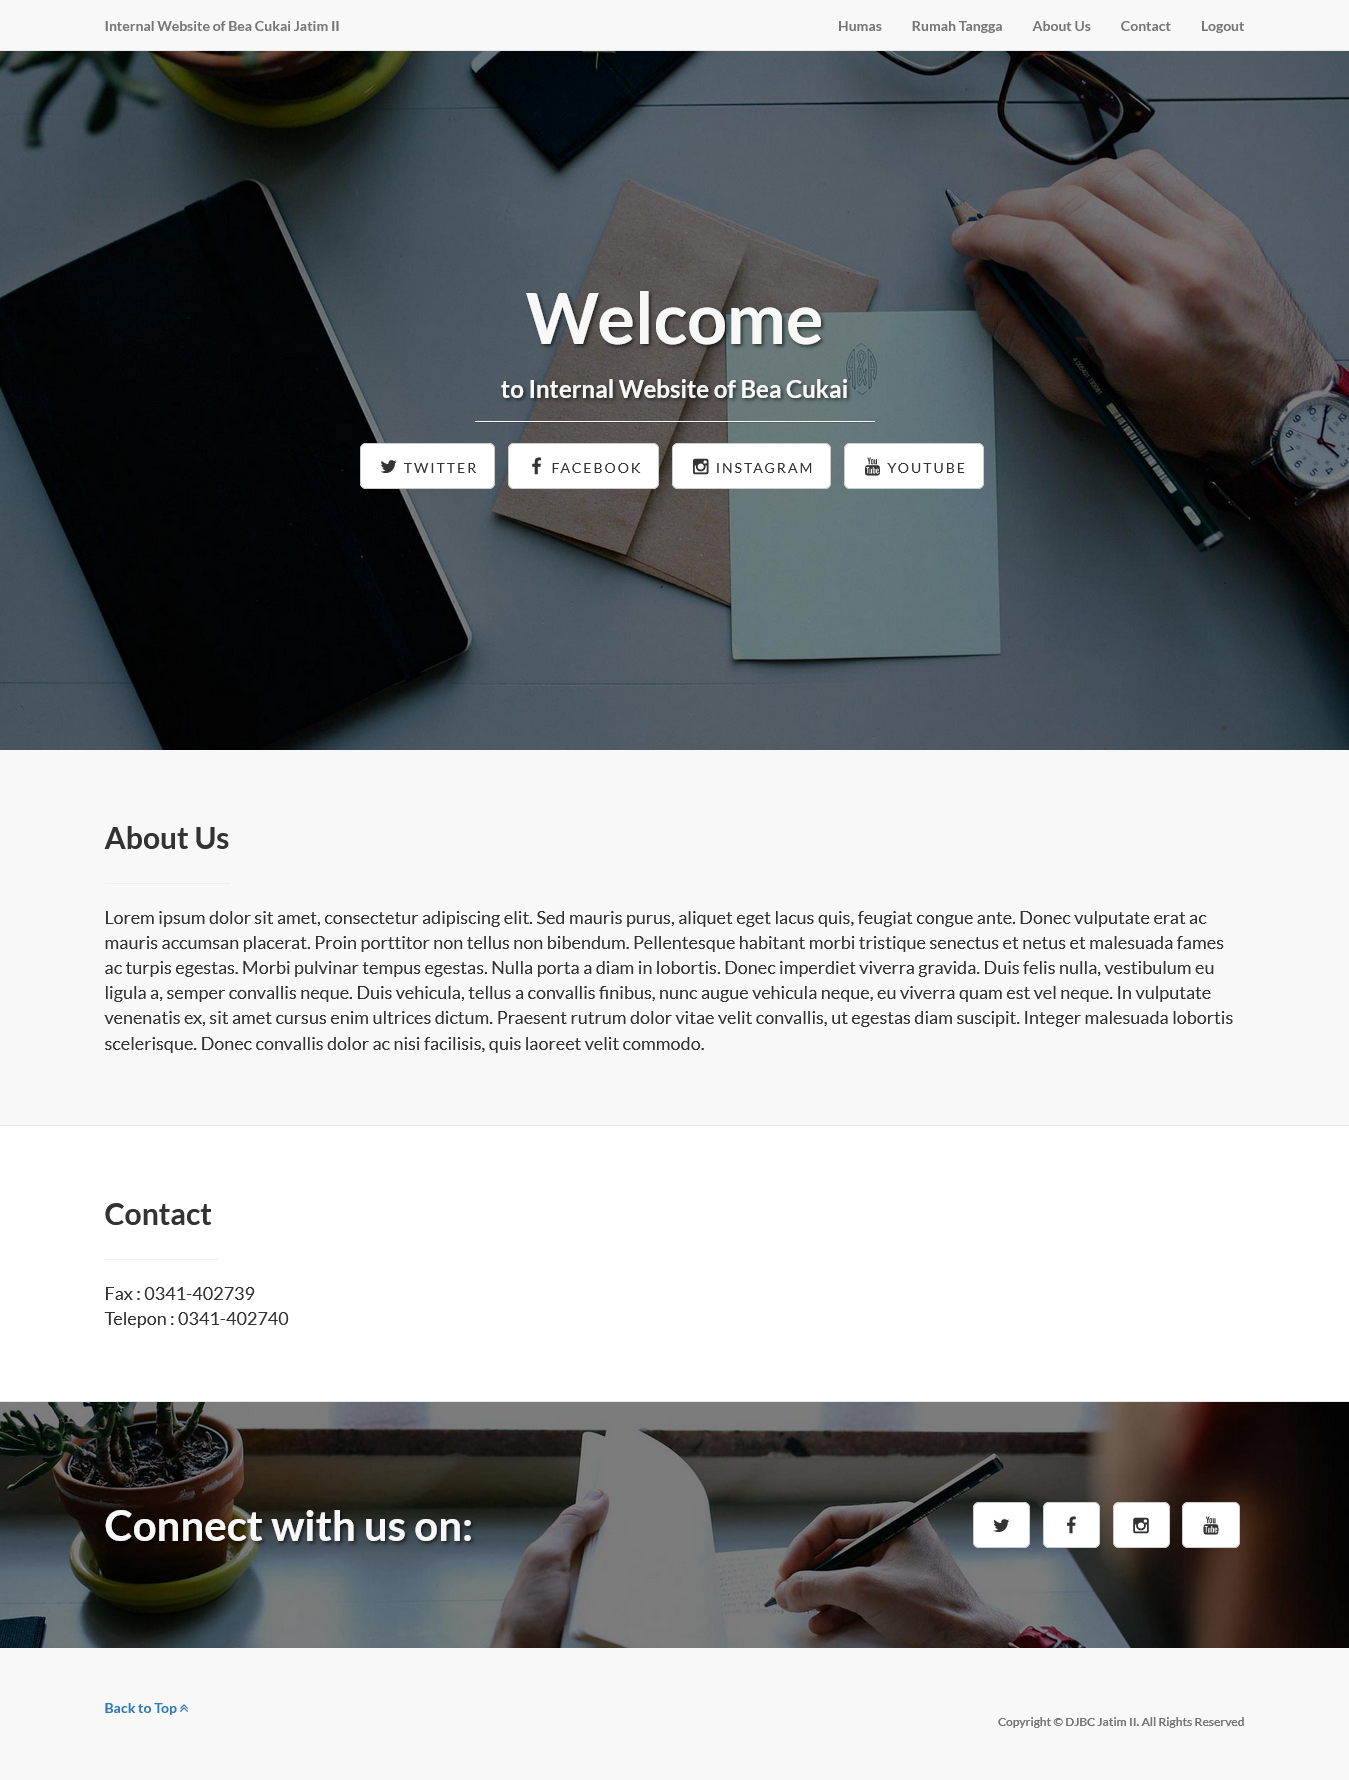 Internal Website of Bea Cukai Jatim II
Humas
Rumah Tangga
About Us
Contact
Logout
Welcome
to Internal Website of Bea Cukai
TWITTER
FACEBOOK
INSTAGRAM
YOUTUBE
About Us
Lorem ipsum dolor sit amet, consectetur adipiscing elit. Sed mauris purus, aliquet eget lacus quis, feugiat congue ante. Donec vulputate erat ac
mauris accumsan placerat. Proin porttitor non tellus non bibendum. Pellentesque habitant morbi tristique senectus et netus et malesuada fames
ac turpis egestas. Morbi pulvinar tempus egestas. Nulla porta a diam in lobortis. Donec imperdiet viverra gravida. Duis felis nulla, vestibulum eu
ligula a, semper convallis neque. Duis vehicula, tellus a convallis finibus, nunc augue vehicula neque, eu viverra quam est vel neque. In vulputate
venenatis ex, sit amet cursus enim ultrices dictum. Praesent rutrum dolor vitae velit convallis, ut egestas diam suscipit. Integer malesuada lobortis
scelerisque. Donec convallis dolor ac nisi facilisis, quis laoreet velit commodo.
Contact
Fax : 0341-402739
Telepon : 0341-402740
Connect with us on:
Back to Top
Copyright © DJBC Jatim II. All Rights Reserved